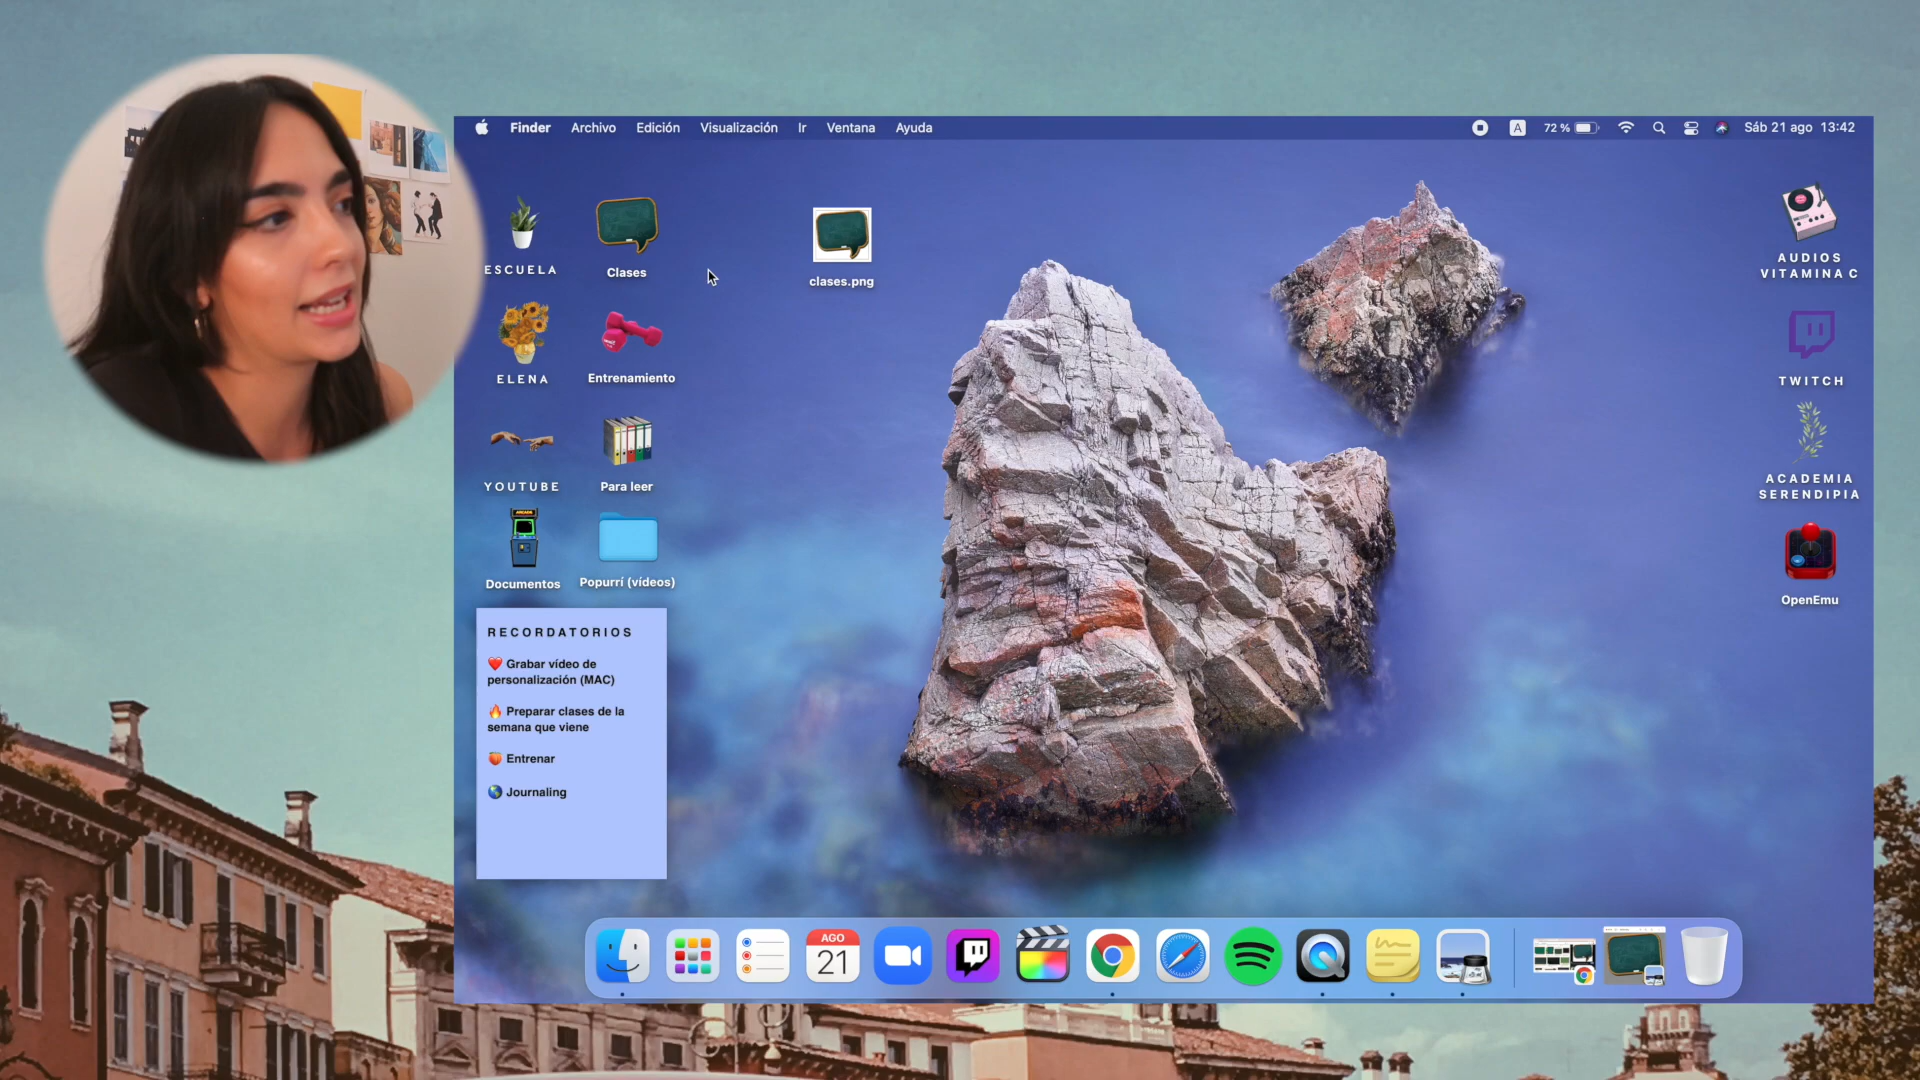 Finder Archivo Edición Visualización Ir Ventana Ayuda
A 72 % Sáb 21 ago 13:42
ESCUELA
Clases
clases.png
AUDIOS
VITAMINA C
ELENA
Entrenamiento
TWITCH
YOUTUBE
Para leer
ACADEMIA
SERENDIPIA
ARCADE
Documentos
Popurrí (vídeos)
OpenEmu
RECORDATORIOS
❤️ Grabar vídeo de
personalización (MAC)
🔥 Preparar clases de la
semana que viene
🍑 Entrenar
🌎 Journaling
AGO
21